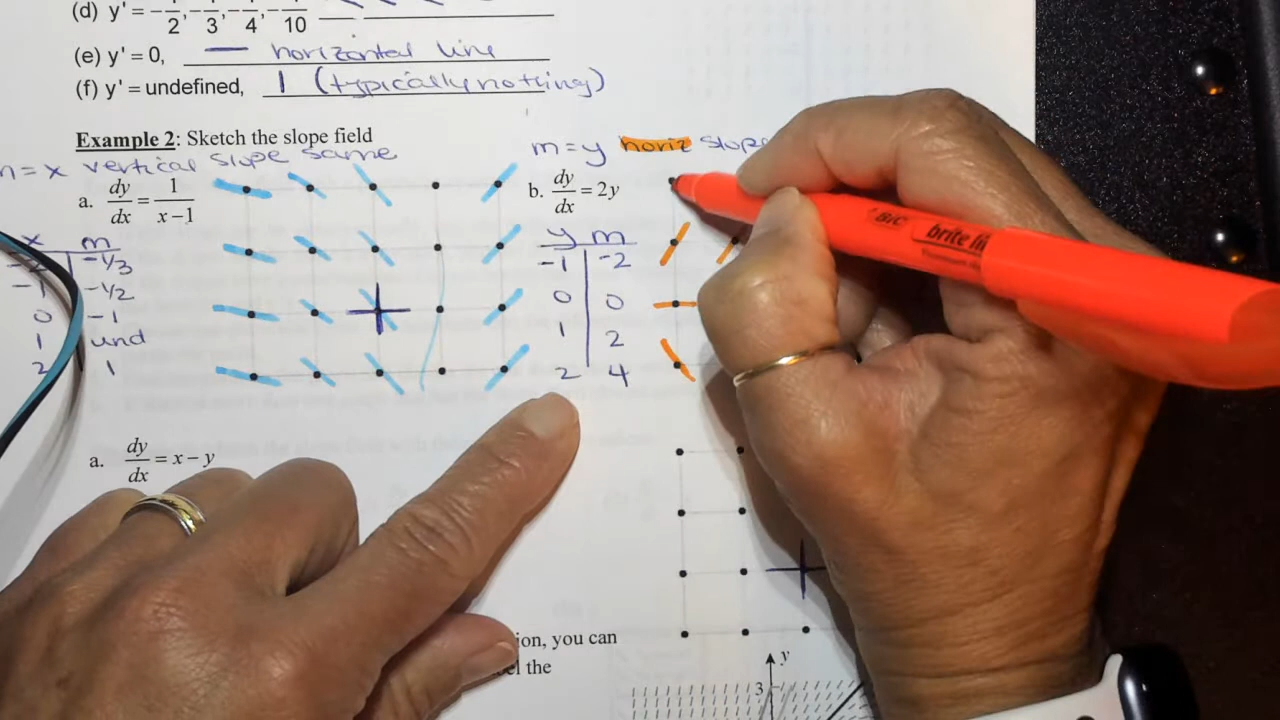 (d) y' = -1/2, -1/3, -1/4, -1/10
(e) y' = 0, — horizontal line
(f) y' = undefined, | (typically nothing)
Example 2: Sketch the slope field
m = x vertical slope same
m = y horiz slope
a. dy/dx = 1/(x-1)
b. dy/dx = 2y
x m
-2 -1/3
-1 -1/2
0 -1
1 und
2 1
y m
-1 -2
0 0
1 2
2 4
BIC brite
a. dy/dx = x - y
ion, you can
el the
y
3